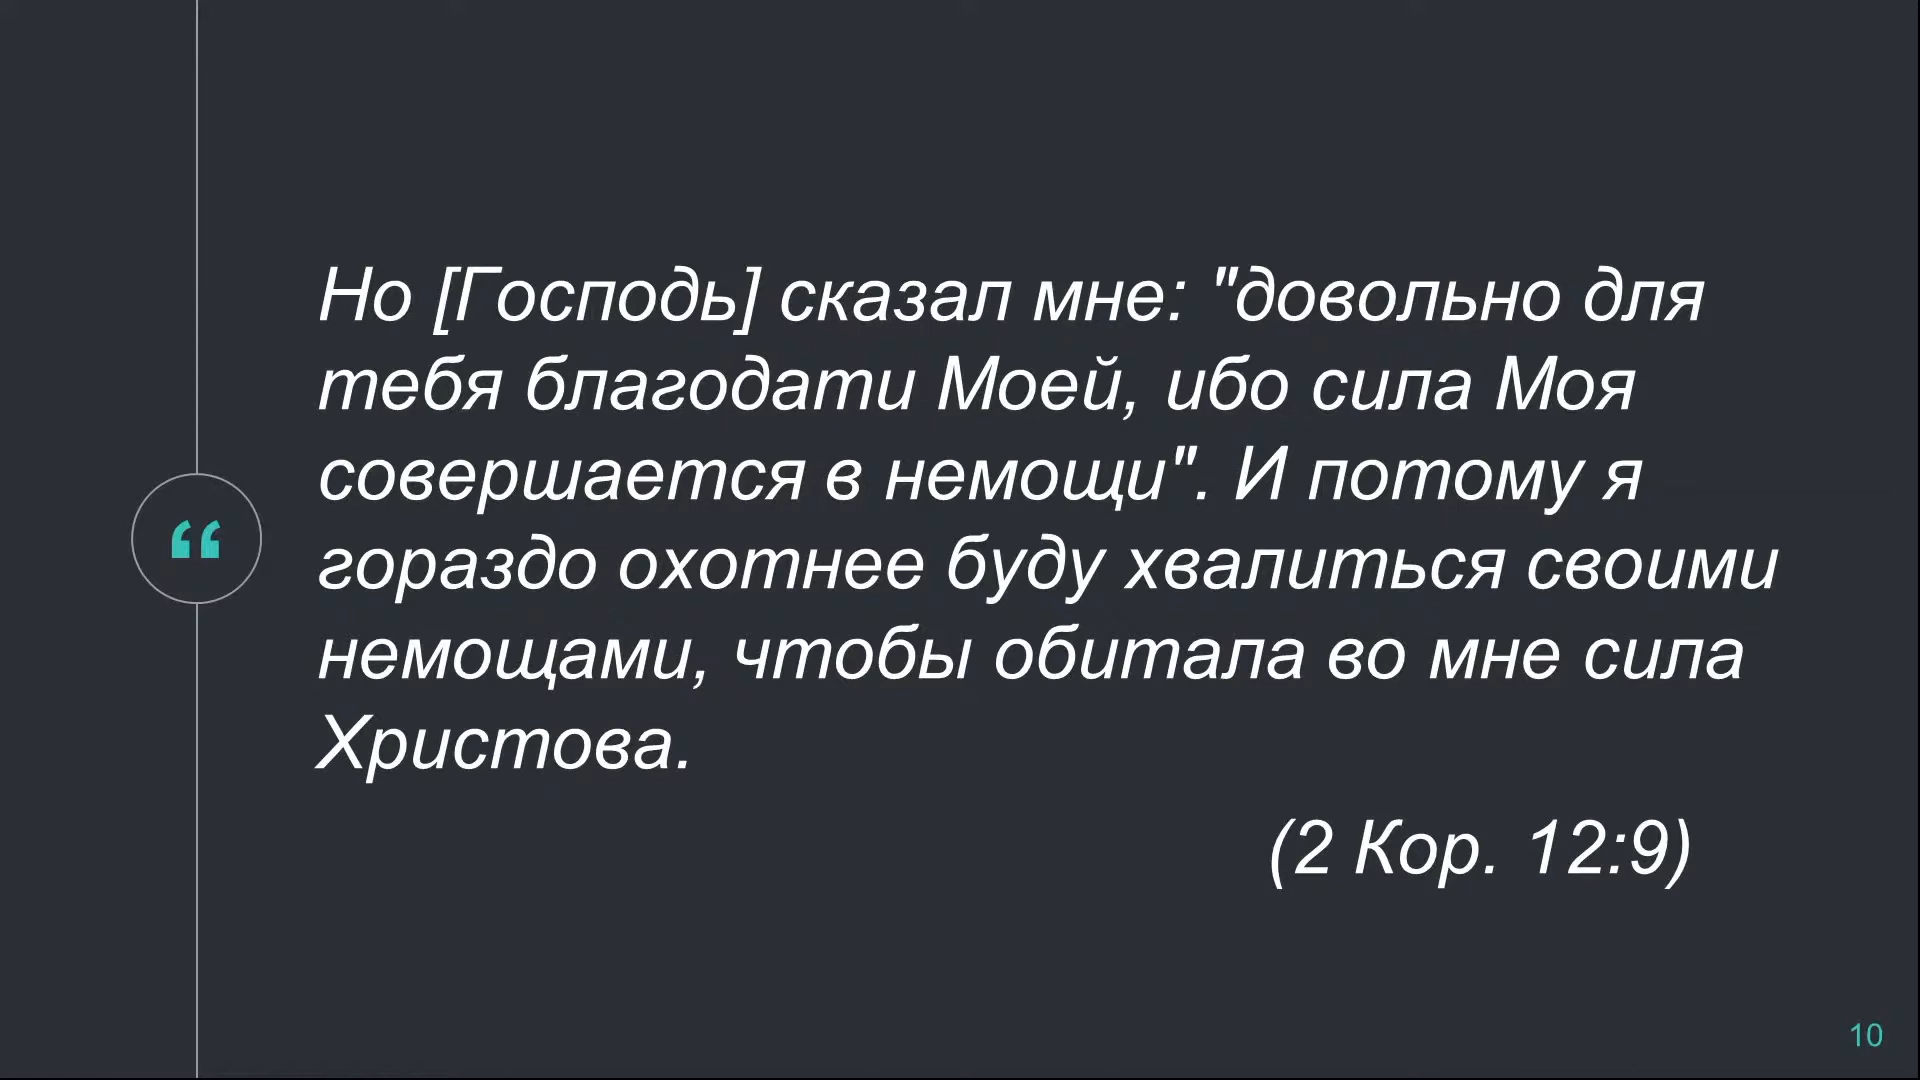 Но [Господь] сказал мне: "довольно для
тебя благодати Моей, ибо сила Моя
совершается в немощи". И потому я
гораздо охотнее буду хвалиться своими
немощами, чтобы обитала во мне сила
Христова.
(2 Кор. 12:9)
“
10